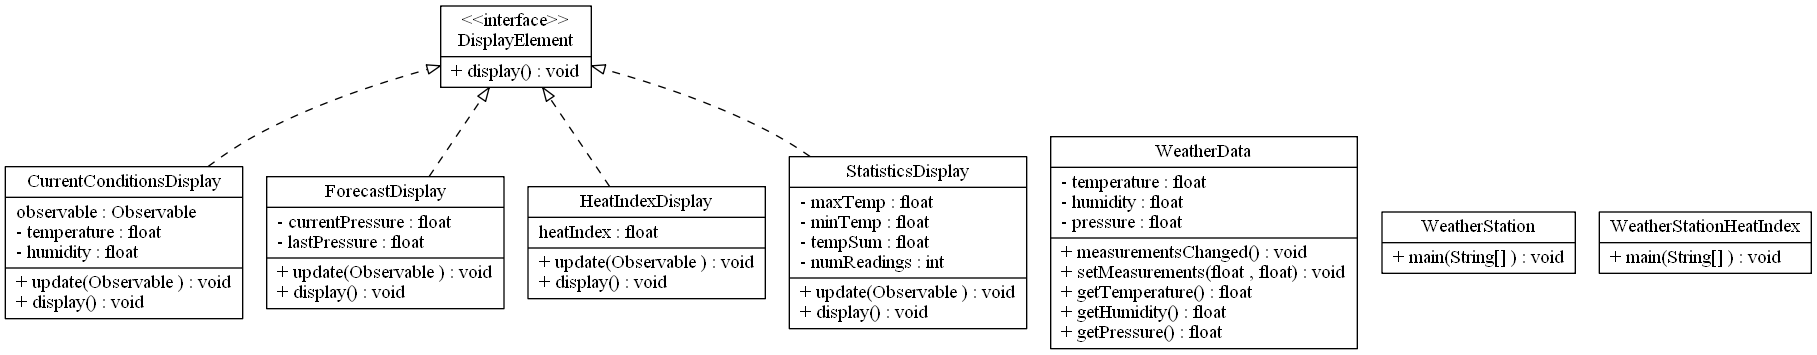 <<interface>>
DisplayElement
+ display() : void
CurrentConditionsDisplay
observable : Observable
- temperature : float
- humidity : float
+ update(Observable ) : void
+ display() : void
ForecastDisplay
- currentPressure : float
- lastPressure : float
+ update(Observable ) : void
+ display() : void
HeatIndexDisplay
heatIndex : float
+ update(Observable ) : void
+ display() : void
StatisticsDisplay
- maxTemp : float
- minTemp : float
- tempSum : float
- numReadings : int
+ update(Observable ) : void
+ display() : void
WeatherData
- temperature : float
- humidity : float
- pressure : float
+ measurementsChanged() : void
+ setMeasurements(float , float) : void
+ getTemperature() : float
+ getHumidity() : float
+ getPressure() : float
WeatherStation
+ main(String[] ) : void
WeatherStationHeatIndex
+ main(String[] ) : void